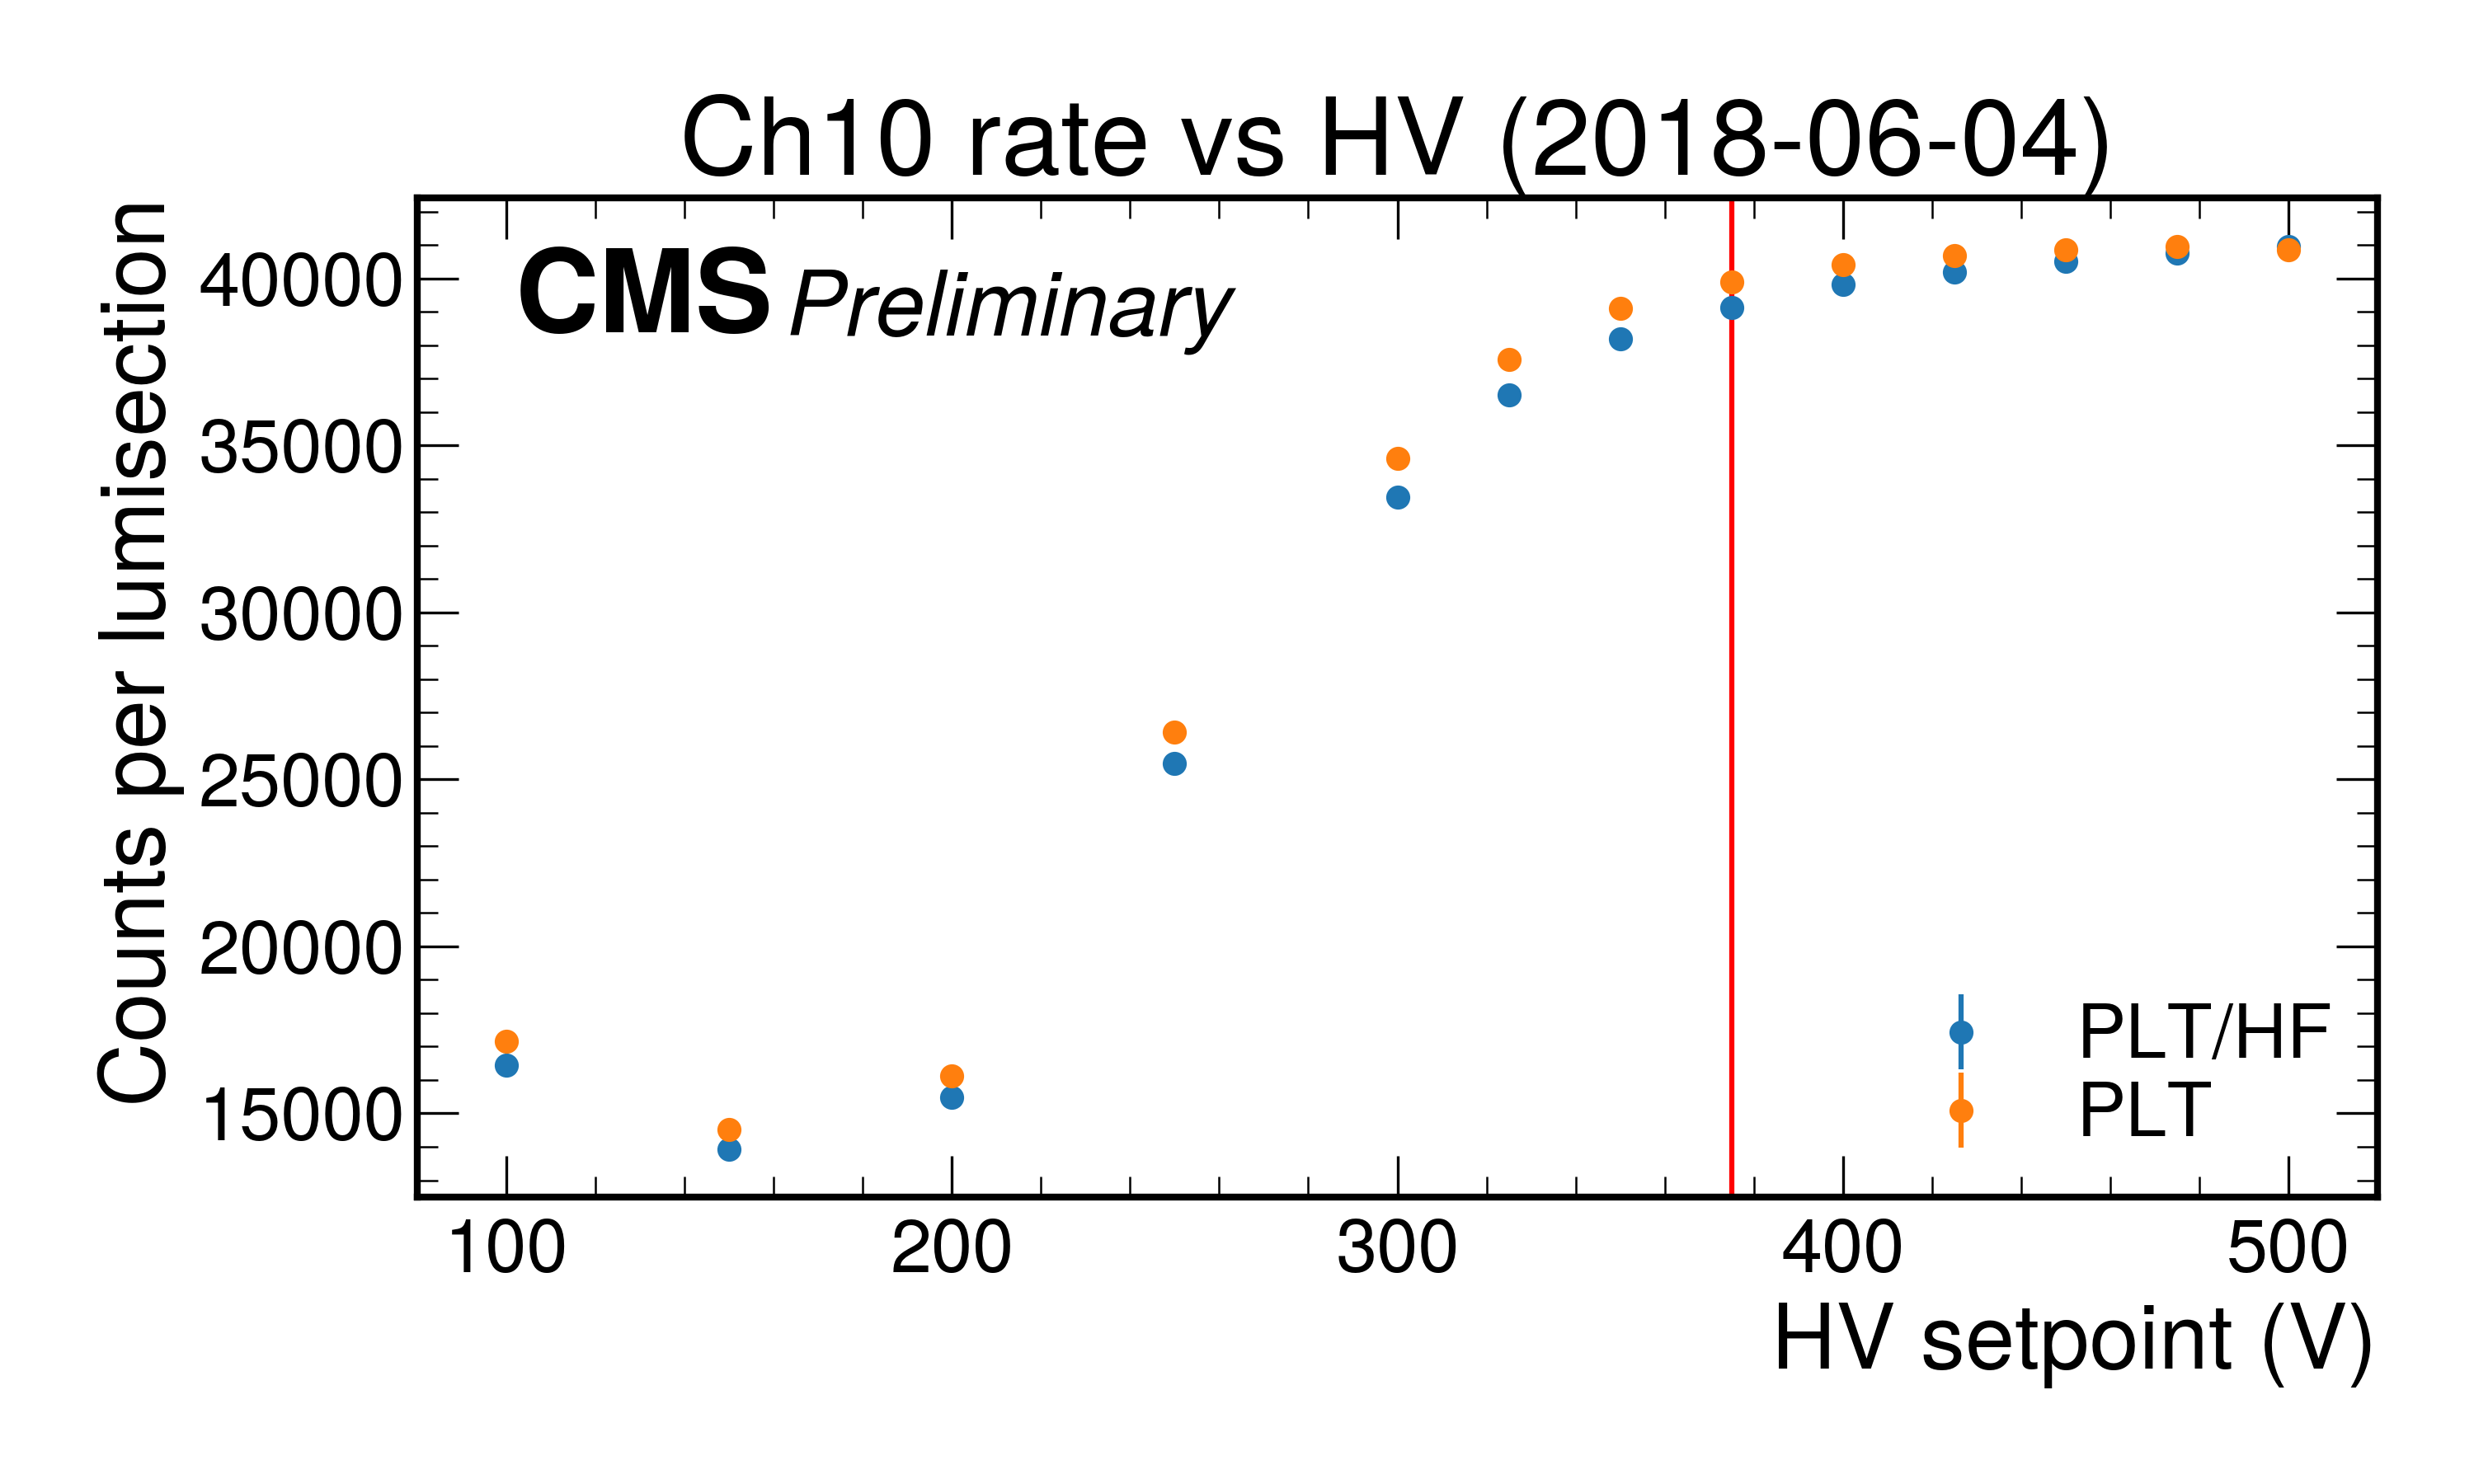 Ch10 rate vs HV (2018-06-04)
CMS Preliminary
Counts per lumisection
40000
35000
30000
25000
20000
15000
PLT/HF
PLT
100 200 300 400 500
HV setpoint (V)